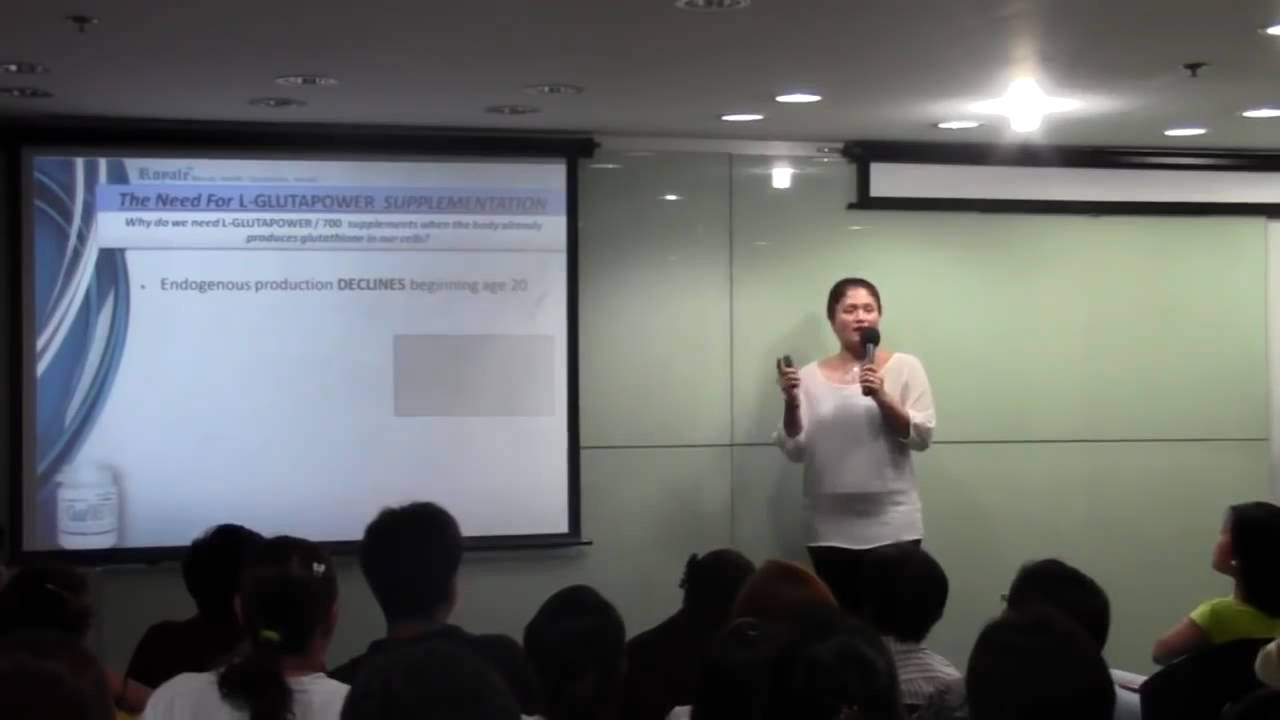 Royale
The Need For L-GLUTAPOWER SUPPLEMENTATION
Why do we need L-GLUTAPOWER / 700 supplements when the body already
produces glutathione in our cells?
• Endogenous production DECLINES beginning age 20